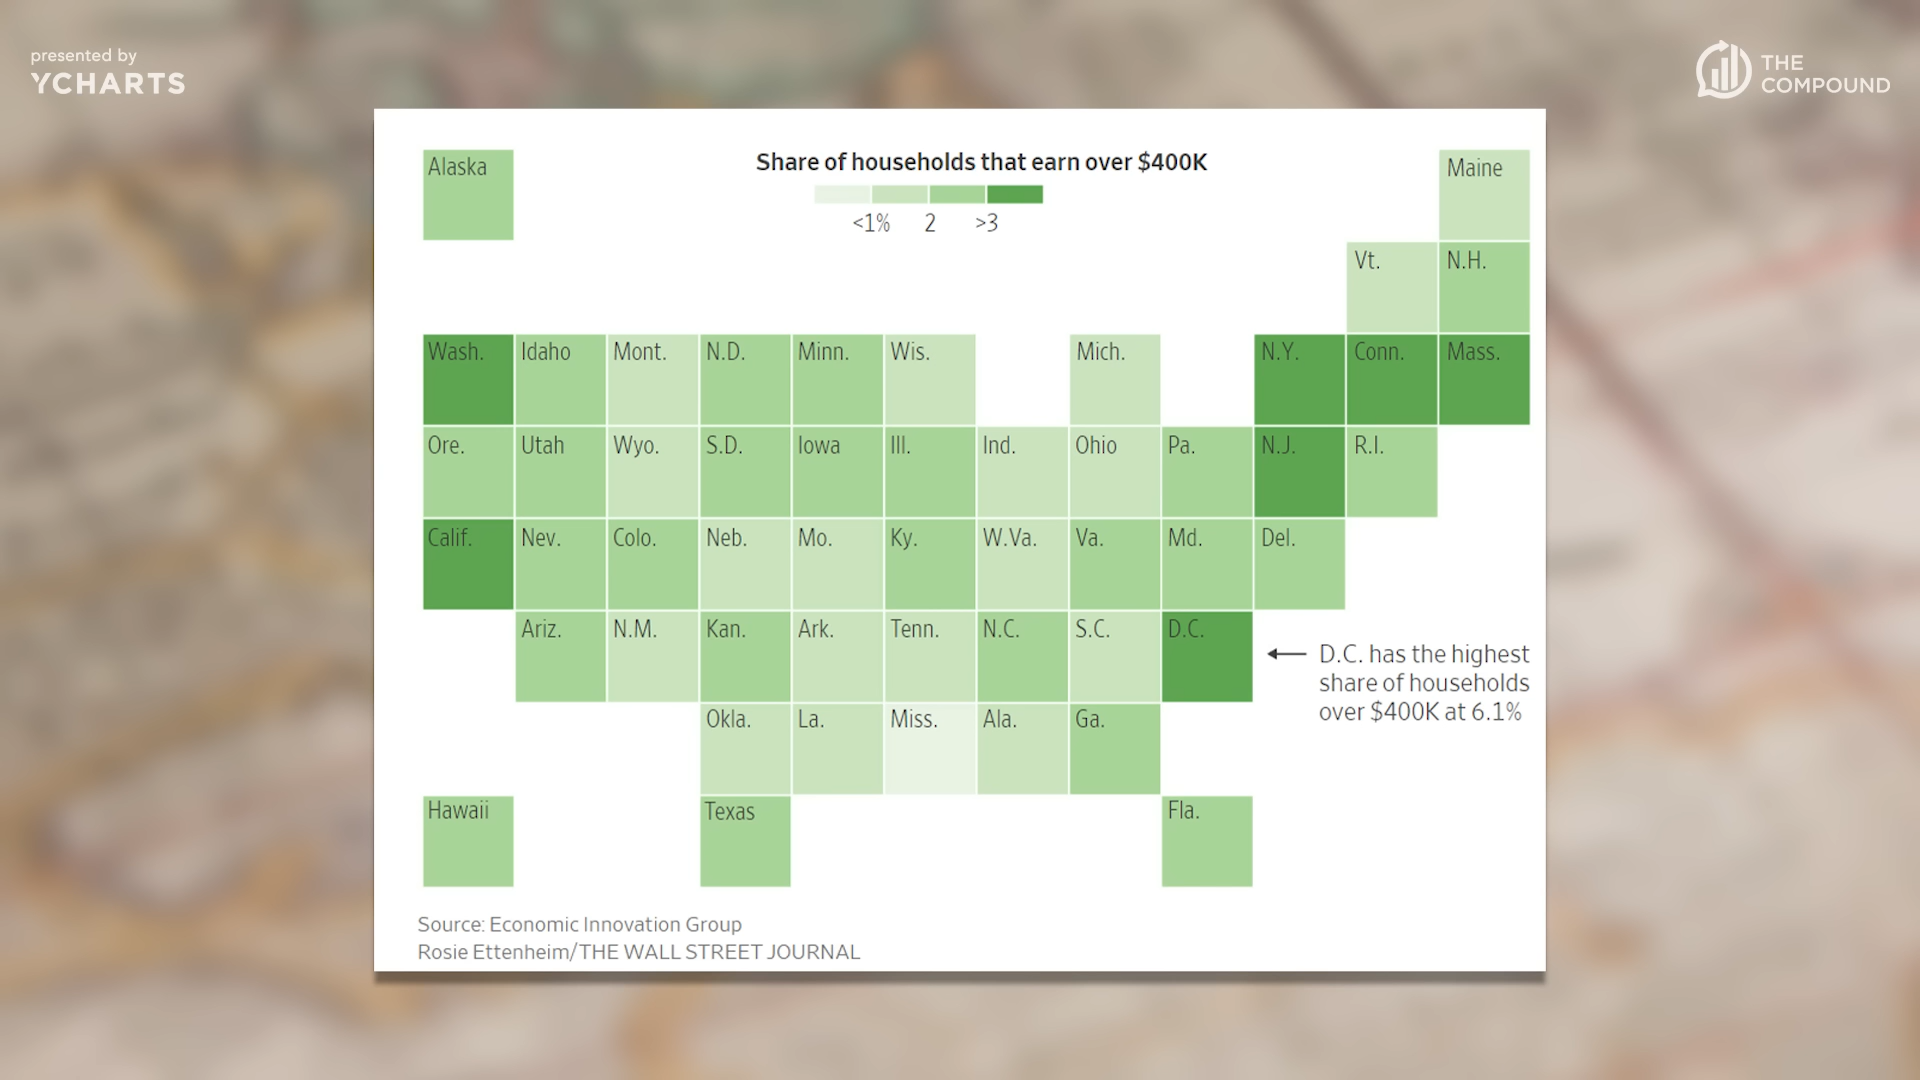 presented by
YCHARTS
THE
COMPOUND
Share of households that earn over $400K
<1% 2 >3
Alaska
Maine
Vt. N.H.
Wash. Idaho Mont. N.D. Minn. Wis. Mich. N.Y. Conn. Mass.
Ore. Utah Wyo. S.D. Iowa Ill. Ind. Ohio Pa. N.J. R.I.
Calif. Nev. Colo. Neb. Mo. Ky. W.Va. Va. Md. Del.
Ariz. N.M. Kan. Ark. Tenn. N.C. S.C. D.C.
D.C. has the highest
share of households
over $400K at 6.1%
Okla. La. Miss. Ala. Ga.
Hawaii Texas Fla.
Source: Economic Innovation Group
Rosie Ettenheim/THE WALL STREET JOURNAL